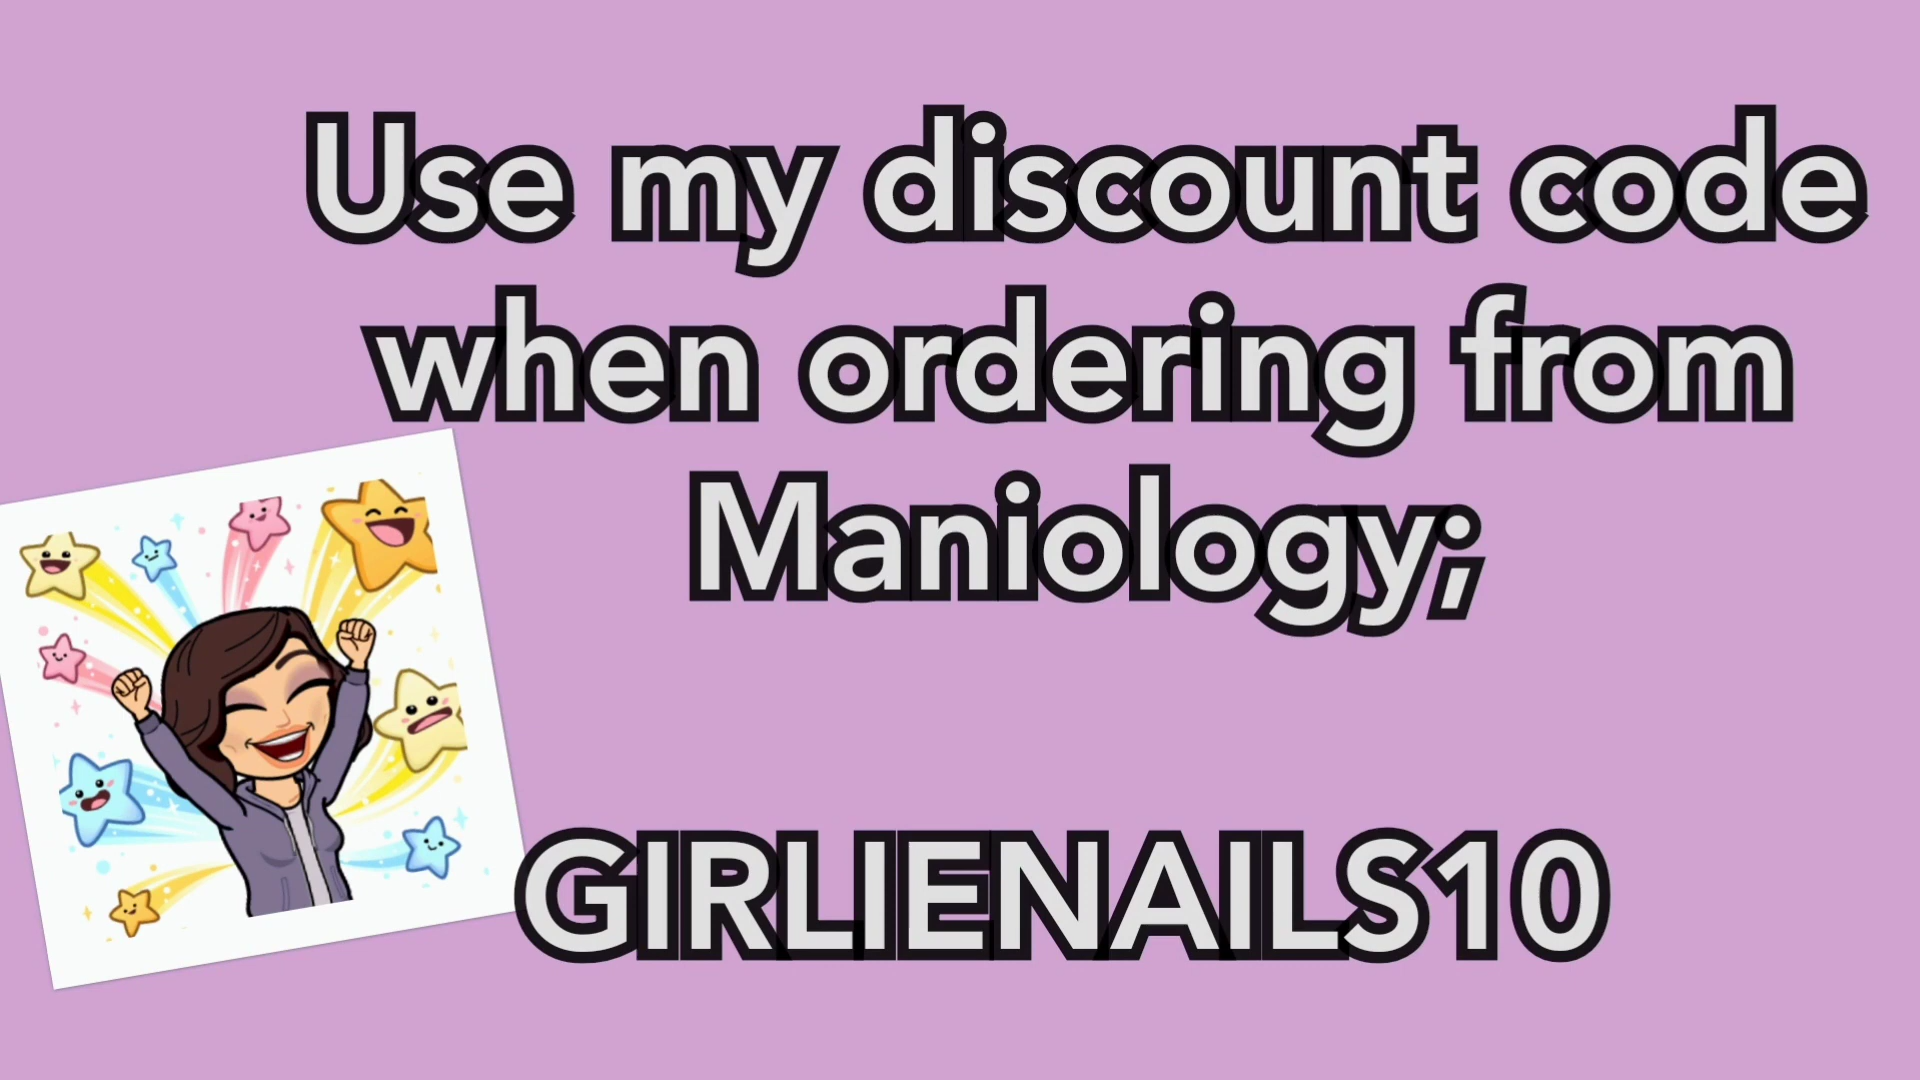 Use my discount code
when ordering from
Maniology;
GIRLIENAILS10